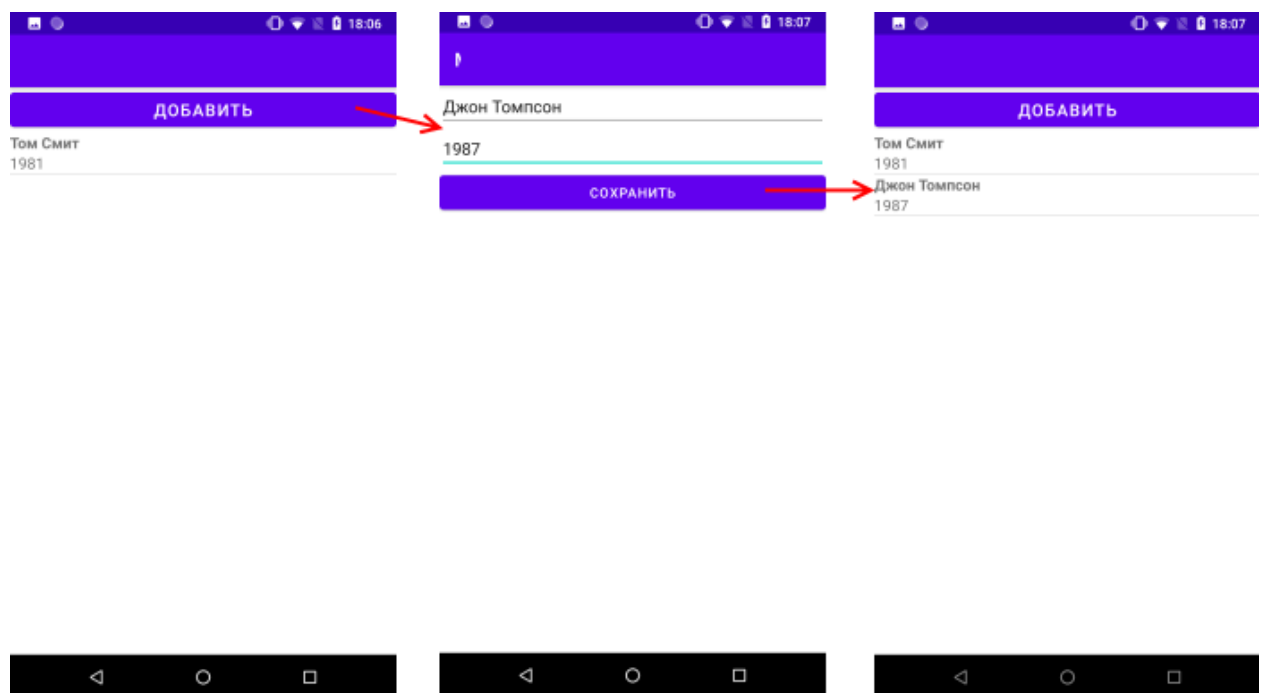 18:06
ДОБАВИТЬ
Том Смит
1981
18:07
Джон Томпсон
1987
СОХРАНИТЬ
18:07
ДОБАВИТЬ
Том Смит
1981
Джон Томпсон
1987